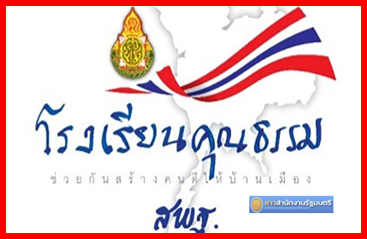 โรงเรียนคุณธรรม
ช่วยกันสร้างคนดีให้บ้านเมือง
สพฐ.
ข่าวสำนักงานรัฐมนตรี